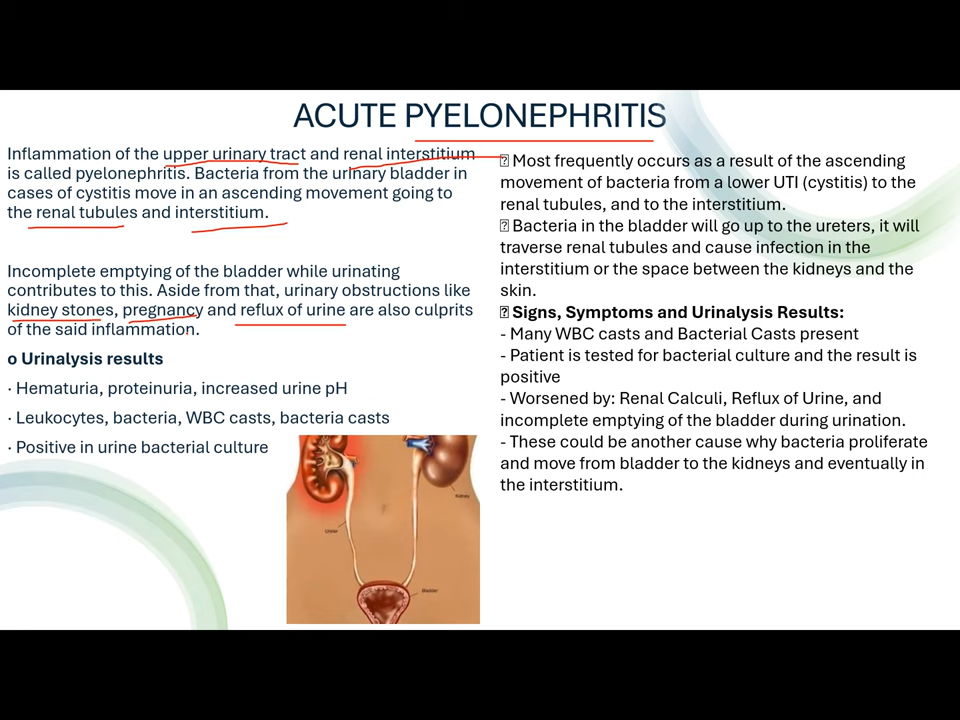 ACUTE PYELONEPHRITIS
Inflammation of the upper urinary tract and renal interstitium
is called pyelonephritis. Bacteria from the urinary bladder in
cases of cystitis move in an ascending movement going to
the renal tubules and interstitium.
Incomplete emptying of the bladder while urinating
contributes to this. Aside from that, urinary obstructions like
kidney stones, pregnancy and reflux of urine are also culprits
of the said inflammation.
o Urinalysis results
· Hematuria, proteinuria, increased urine pH
· Leukocytes, bacteria, WBC casts, bacteria casts
· Positive in urine bacterial culture
Kidney
Ureter
Bladder
⍰ Most frequently occurs as a result of the ascending
movement of bacteria from a lower UTI (cystitis) to the
renal tubules, and to the interstitium.
⍰ Bacteria in the bladder will go up to the ureters, it will
traverse renal tubules and cause infection in the
interstitium or the space between the kidneys and the
skin.
⍰ Signs, Symptoms and Urinalysis Results:
- Many WBC casts and Bacterial Casts present
- Patient is tested for bacterial culture and the result is
positive
- Worsened by: Renal Calculi, Reflux of Urine, and
incomplete emptying of the bladder during urination.
- These could be another cause why bacteria proliferate
and move from bladder to the kidneys and eventually in
the interstitium.